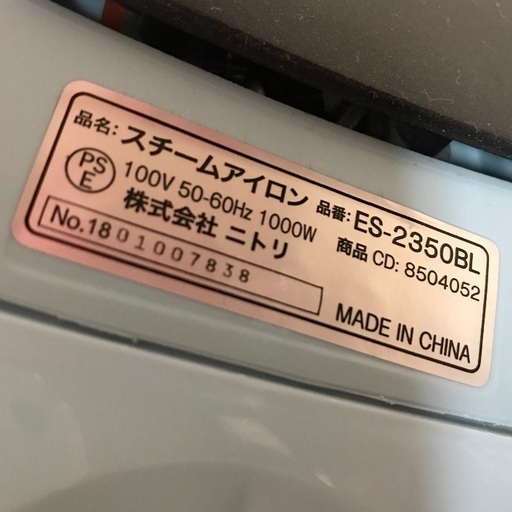 品名: スチームアイロン 品番: ES-2350BL
PS
E
100V 50-60Hz 1000W 商品 CD: 8504052
株式会社 ニトリ
No.1801007838
MADE IN CHINA